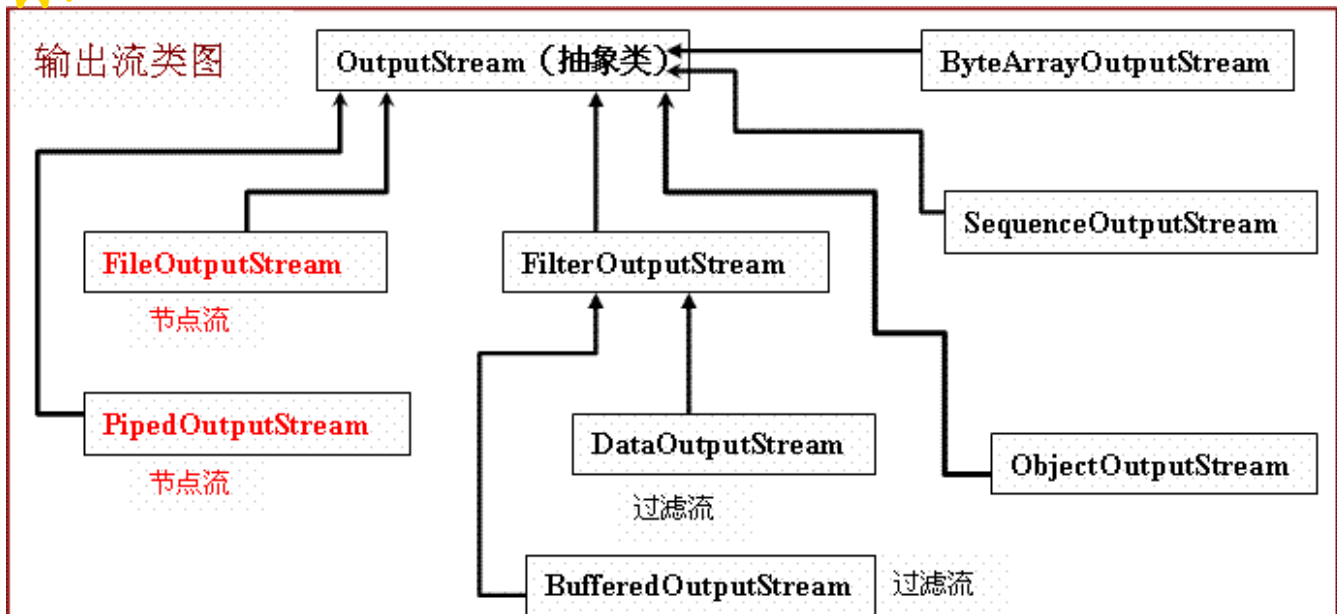 输出流类图
OutputStream（抽象类）
ByteArrayOutputStream
SequenceOutputStream
FileOutputStream
FilterOutputStream
节点流
PipedOutputStream
DataOutputStream
ObjectOutputStream
节点流
过滤流
BufferedOutputStream
过滤流